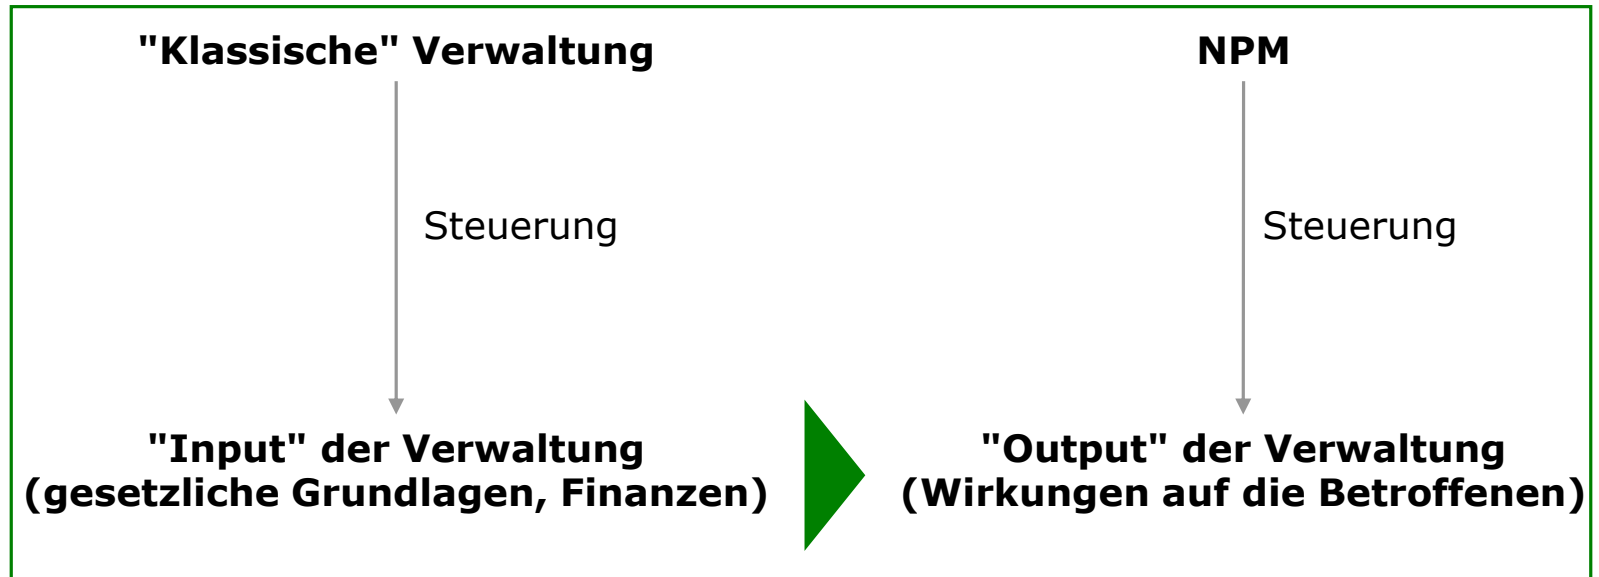 "Klassische" Verwaltung
NPM
Steuerung
Steuerung
"Input" der Verwaltung
(gesetzliche Grundlagen, Finanzen)
"Output" der Verwaltung
(Wirkungen auf die Betroffenen)